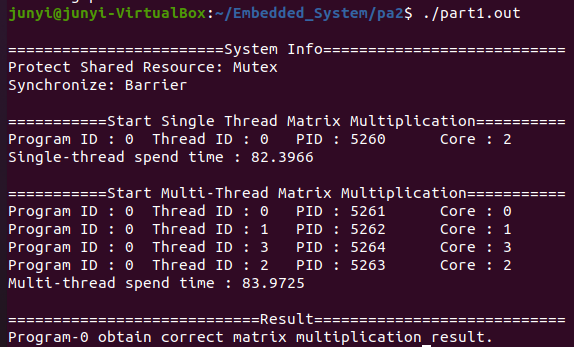 junyi@junyi-VirtualBox:~/Embedded_System/pa2$ ./part1.out
========================System Info===========================
Protect Shared Resource: Mutex
Synchronize: Barrier
===========Start Single Thread Matrix Multiplication==========
Program ID : 0  Thread ID : 0   PID : 5260      Core : 2
Single-thread spend time : 82.3966
===========Start Multi-Thread Matrix Multiplication===========
Program ID : 0  Thread ID : 0   PID : 5261      Core : 0
Program ID : 0  Thread ID : 1   PID : 5262      Core : 1
Program ID : 0  Thread ID : 3   PID : 5264      Core : 3
Program ID : 0  Thread ID : 2   PID : 5263      Core : 2
Multi-thread spend time : 83.9725
============================Result============================
Program-0 obtain correct matrix multiplication result.